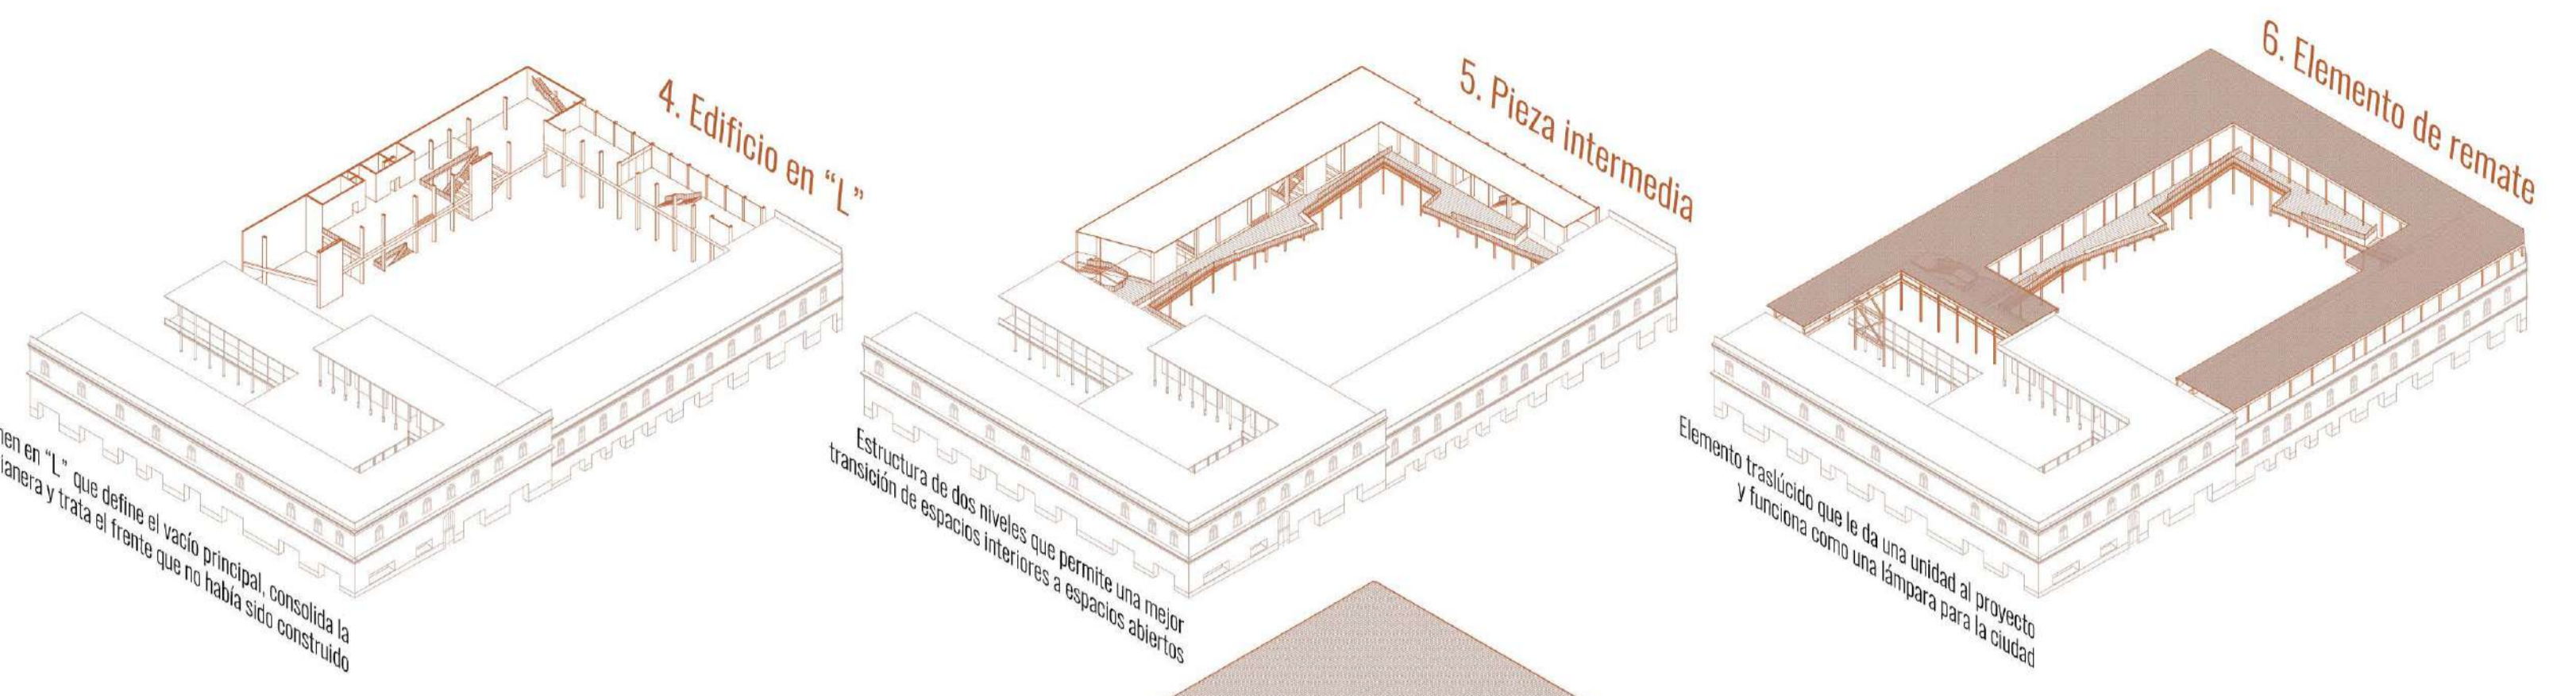 4. Edificio en “L”
en “L” que define el vacío principal, consolida la
y trata el frente que no había sido construido
5. Pieza intermedia
Estructura de dos niveles que permite una mejor
transición de espacios interiores a espacios abiertos
6. Elemento de remate
Elemento traslúcido que le da una unidad al proyecto
y funciona como una lámpara para la ciudad